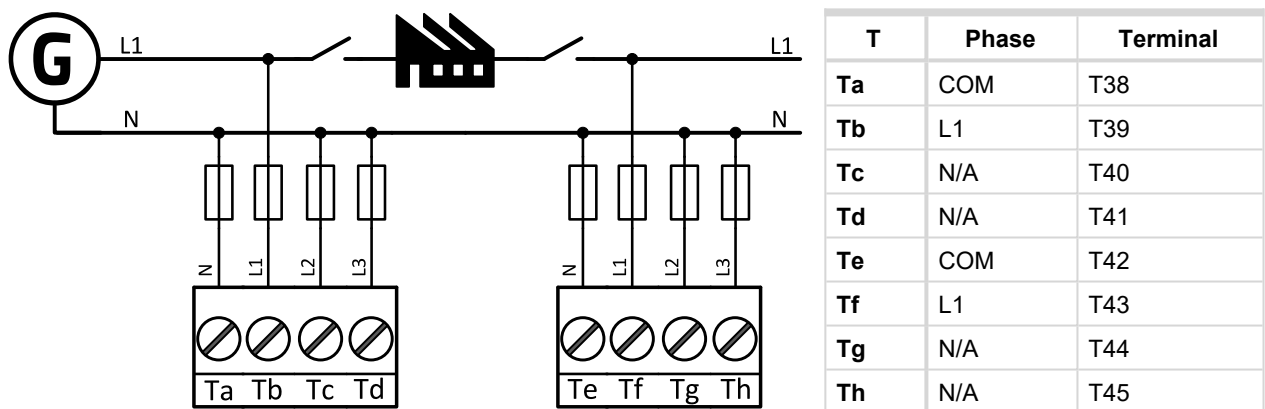 G
L1
L1
N
N
N L1 L2 L3
N L1 L2 L3
Ta Tb Tc Td
Te Tf Tg Th
T Phase Terminal
Ta COM T38
Tb L1 T39
Tc N/A T40
Td N/A T41
Te COM T42
Tf L1 T43
Tg N/A T44
Th N/A T45